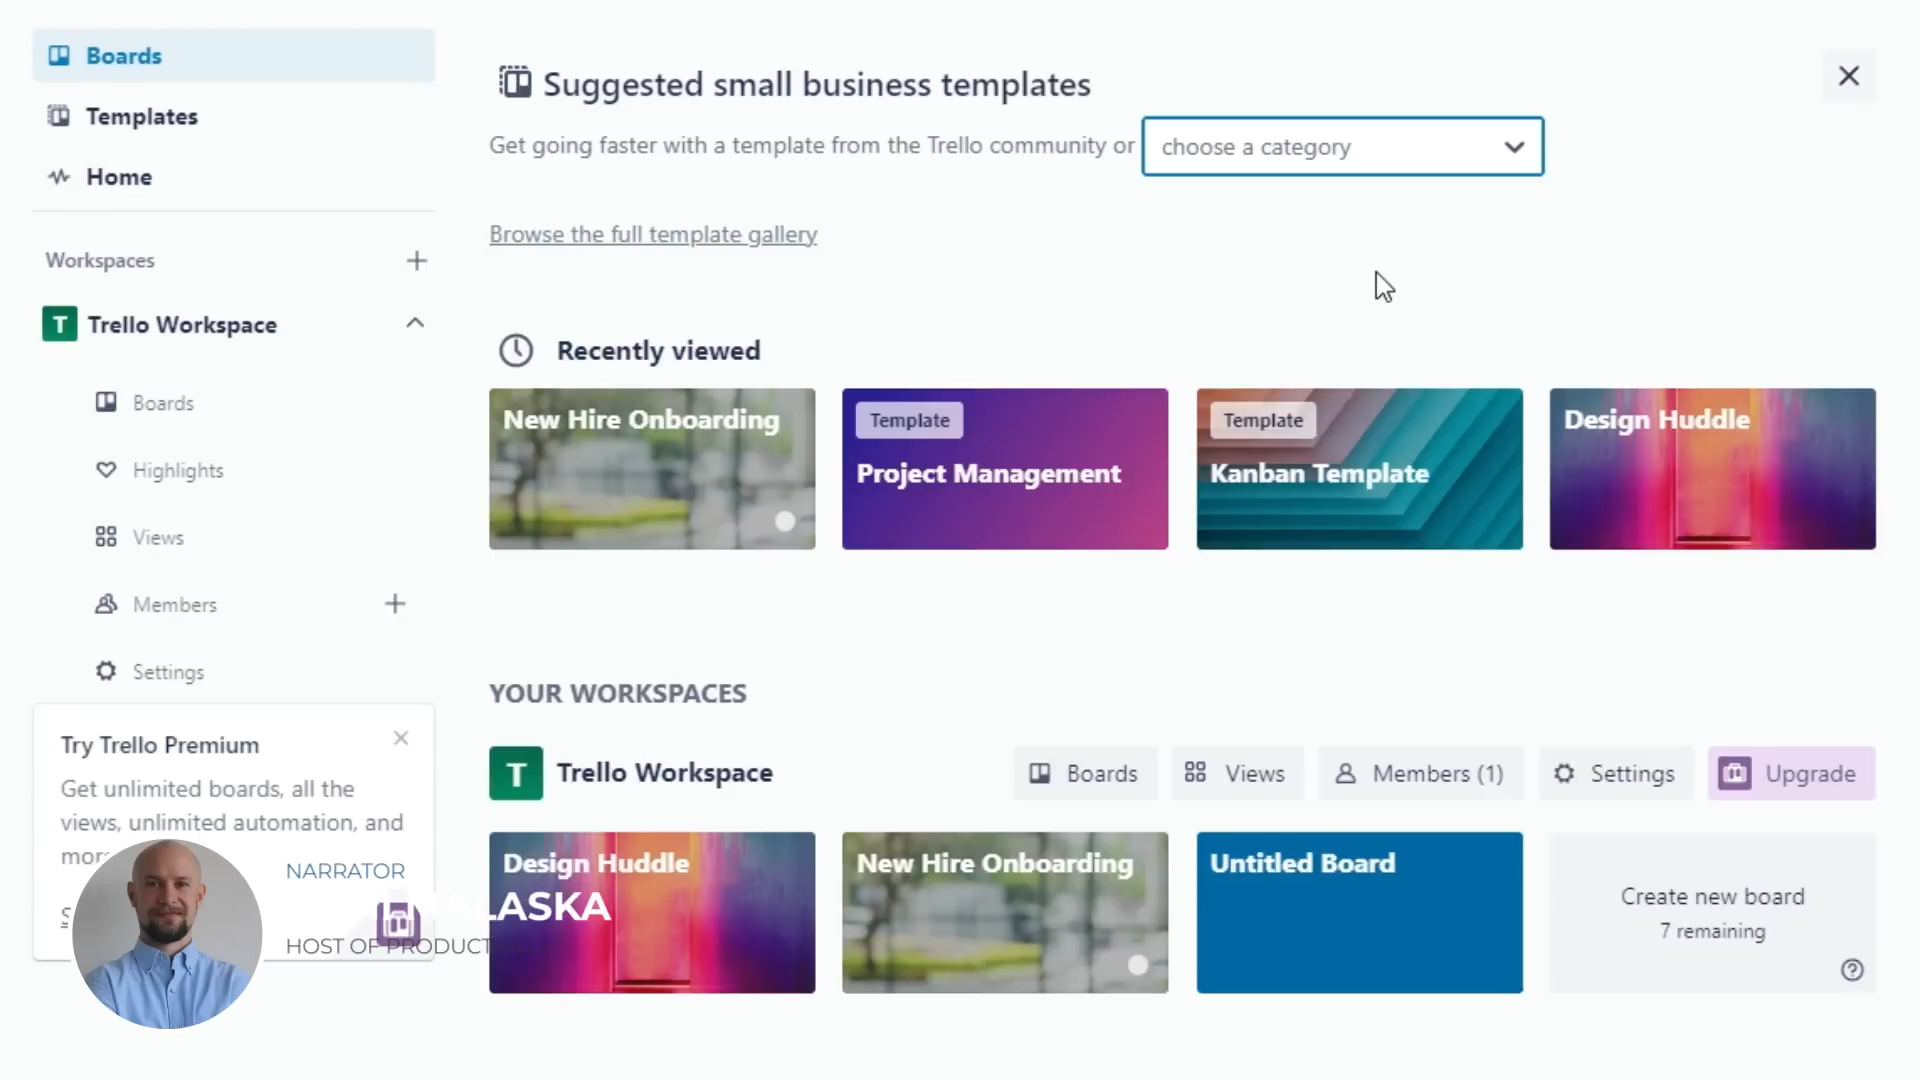 Boards
Templates
Home
Workspaces
T Trello Workspace
Boards
Highlights
Views
Members
Settings
Try Trello Premium
Get unlimited boards, all the
views, unlimited automation, and
NARRATOR
HOST OF PRODUCT
Suggested small business templates
Get going faster with a template from the Trello community or choose a category
Browse the full template gallery
Recently viewed
New Hire Onboarding
Template
Project Management
Template
Kanban Template
Design Huddle
YOUR WORKSPACES
T Trello Workspace
Boards
Views
Members (1)
Settings
Upgrade
Design Huddle
New Hire Onboarding
Untitled Board
Create new board
7 remaining